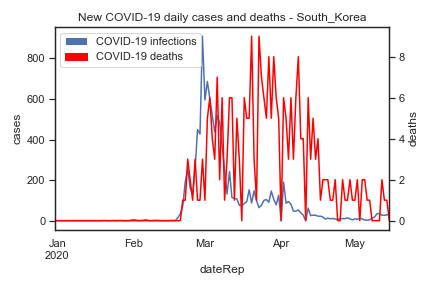 New COVID-19 daily cases and deaths - South_Korea
COVID-19 infections
COVID-19 deaths
800
600
400
200
0
cases
8
6
4
2
0
deaths
Jan
2020
Feb
Mar
Apr
May
dateRep